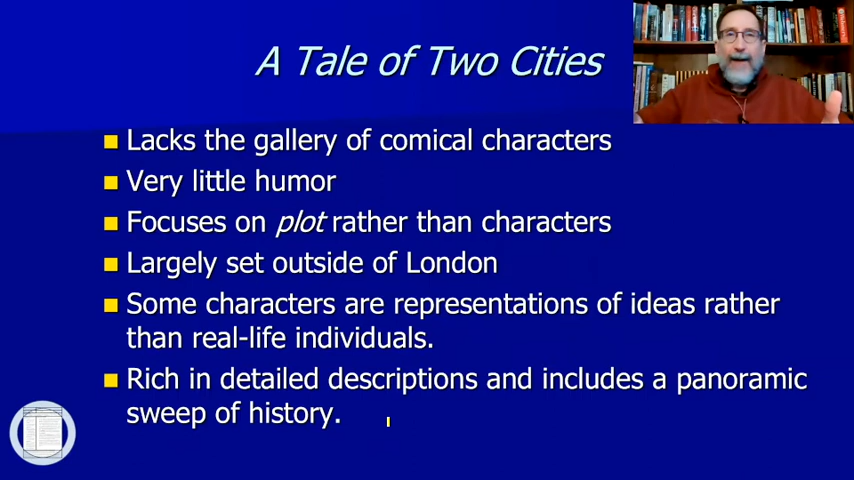 A Tale of Two Cities
Lacks the gallery of comical characters
Very little humor
Focuses on plot rather than characters
Largely set outside of London
Some characters are representations of ideas rather
than real-life individuals.
Rich in detailed descriptions and includes a panoramic
sweep of history.